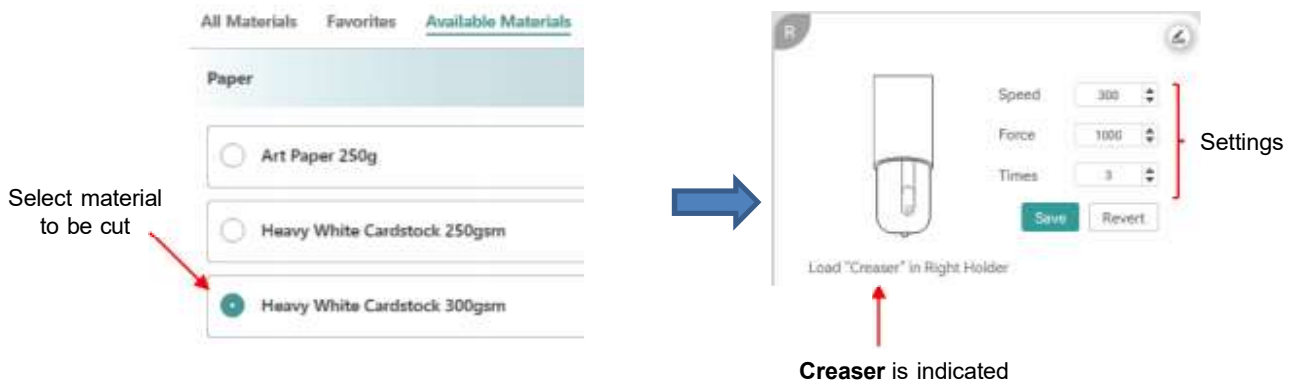 All Materials Favorites Available Materials
Paper
Art Paper 250g
Heavy White Cardstock 250gsm
Heavy White Cardstock 300gsm
Select material
to be cut
R
Speed 300
Force 1000
Times 3
Save Revert
Load "Creaser" in Right Holder
Settings
Creaser is indicated